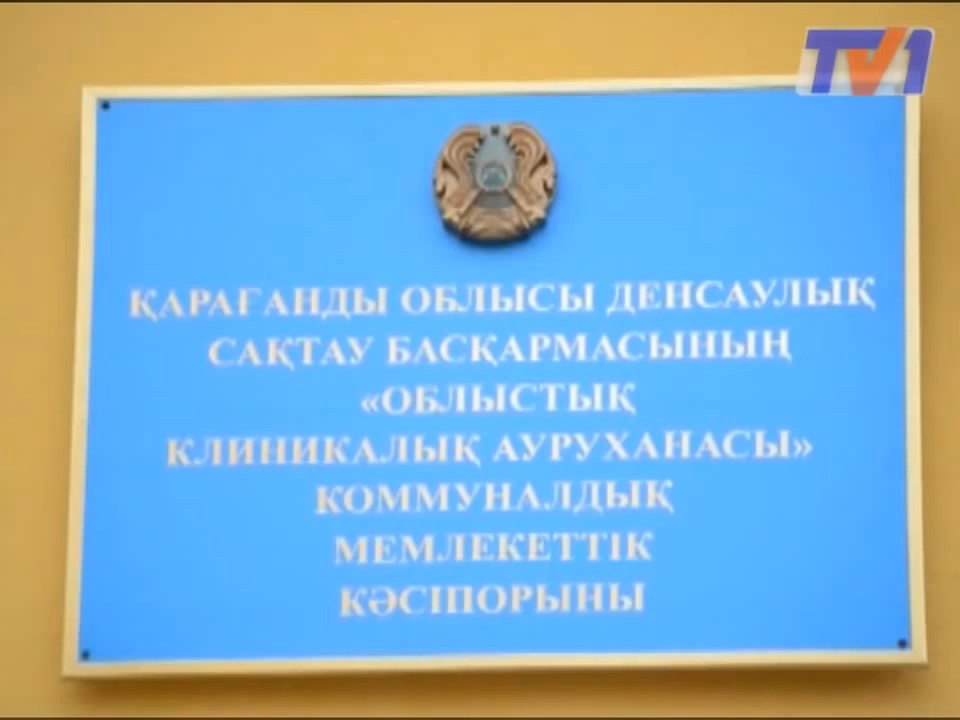 TV1
ҚАРАҒАНДЫ ОБЛЫСЫ ДЕНСАУЛЫҚ
САҚТАУ БАСҚАРМАСЫНЫҢ
«ОБЛЫСТЫҚ
КЛИНИКАЛЫҚ АУРУХАНАСЫ»
КОММУНАЛДЫҚ
МЕМЛЕКЕТТІК
КӘСІПОРЫНЫ